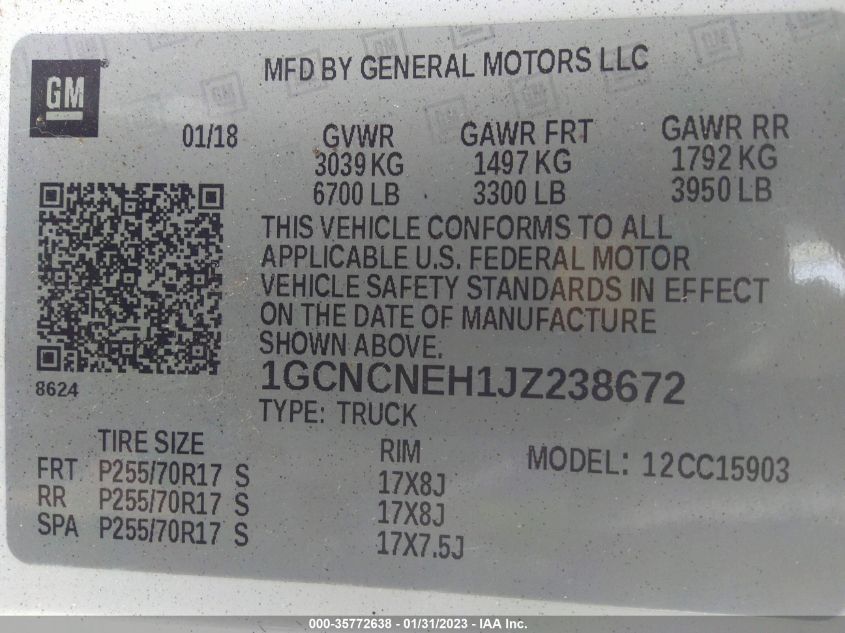 MFD BY GENERAL MOTORS LLC
GM
01/18 GVWR GAWR FRT GAWR RR
3039 KG 1497 KG 1792 KG
6700 LB 3300 LB 3950 LB
THIS VEHICLE CONFORMS TO ALL
APPLICABLE U.S. FEDERAL MOTOR
VEHICLE SAFETY STANDARDS IN EFFECT
ON THE DATE OF MANUFACTURE
SHOWN ABOVE.
8624
1GCNCNEH1JZ238672
TYPE: TRUCK
TIRE SIZE RIM MODEL: 12CC15903
FRT P255/70R17 S 17X8J
RR P255/70R17 S 17X8J
SPA P255/70R17 S 17X7.5J
000-35772638 - 01/31/2023 - IAA Inc.